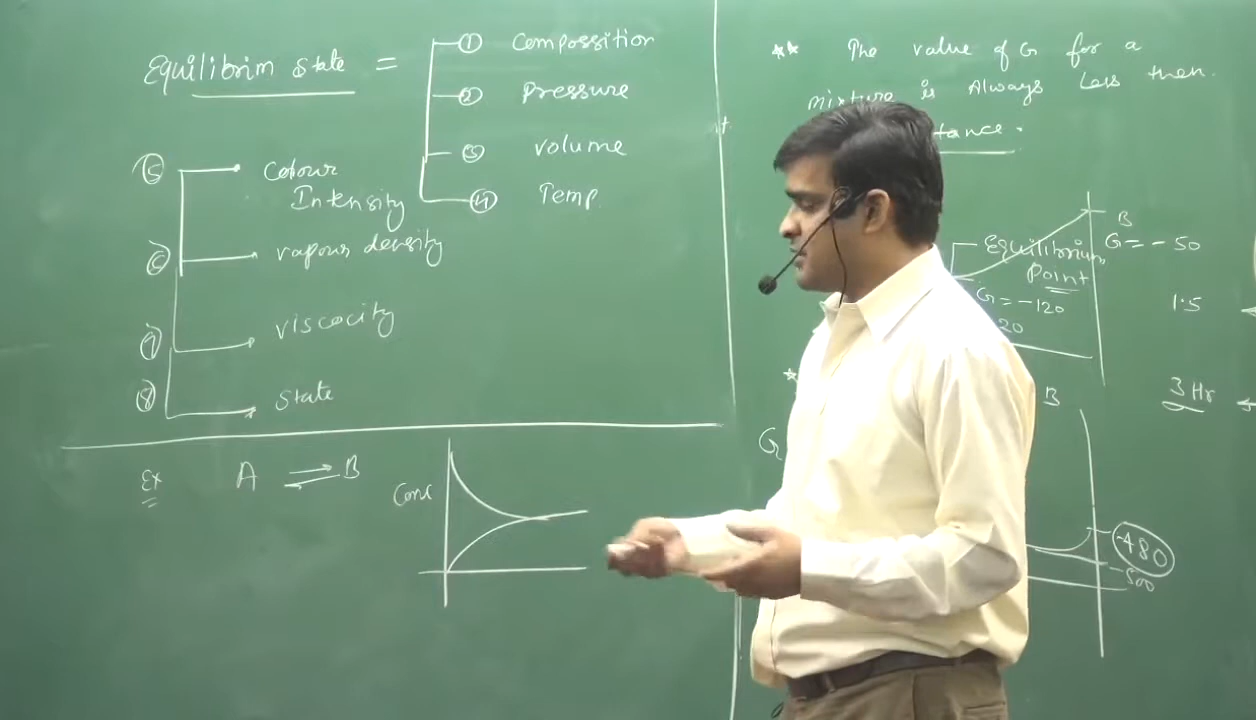 Equilibrim state =
① Compossition
② pressure
③ volume
④ Temp.
⑤ Colour
Intensity
⑥ vapour density
⑦ viscocity
⑧ state
Ex A ⇌ B
Conc
** The value of G for a
mixture is Always Less then
B
G = - 50
Equilibrium
Point
G = -120
20
1.5
B
3 Hr
G
-480
-500